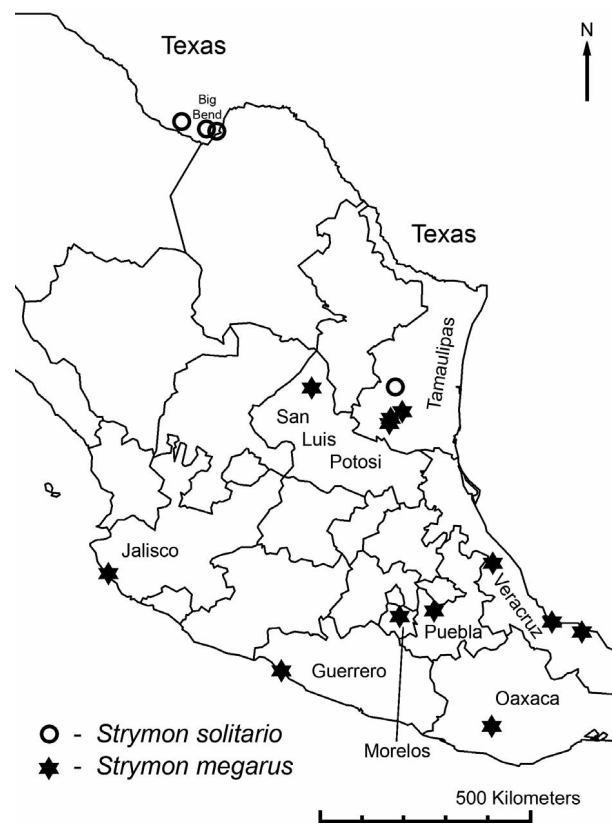 Texas
N
Big
Bend
Texas
Tamaulipas
San
Luis
Potosi
Jalisco
Veracruz
Puebla
Guerrero
Oaxaca
Morelos
- Strymon solitario
- Strymon megarus
500 Kilometers